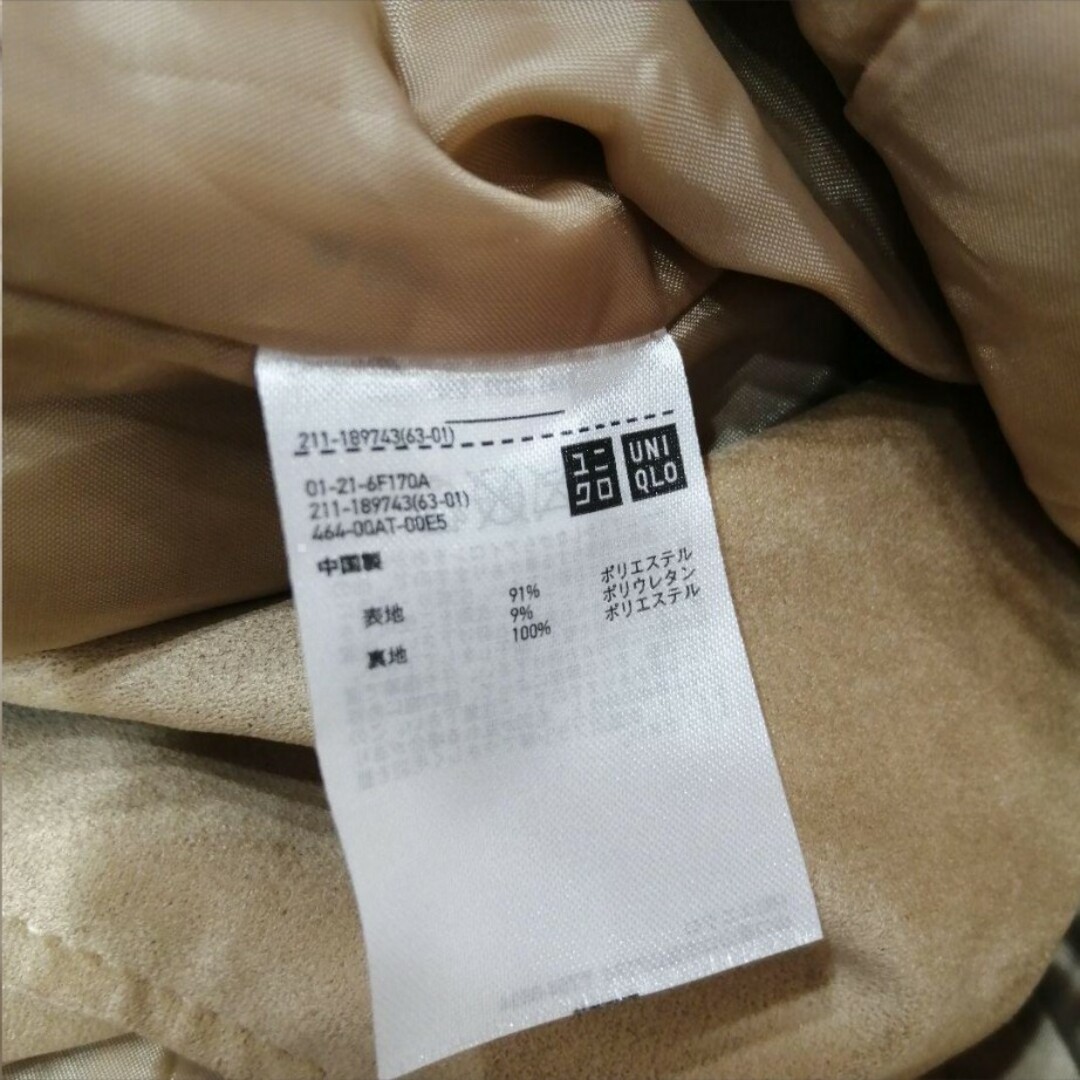 211-189743(63-01)
ユニ
クロ
UNI
QLO
01-21-6F170A
211-189743(63-01)
464-00AT-00E5
中国製
表地 91% ポリエステル
9% ポリウレタン
裏地 100% ポリエステル